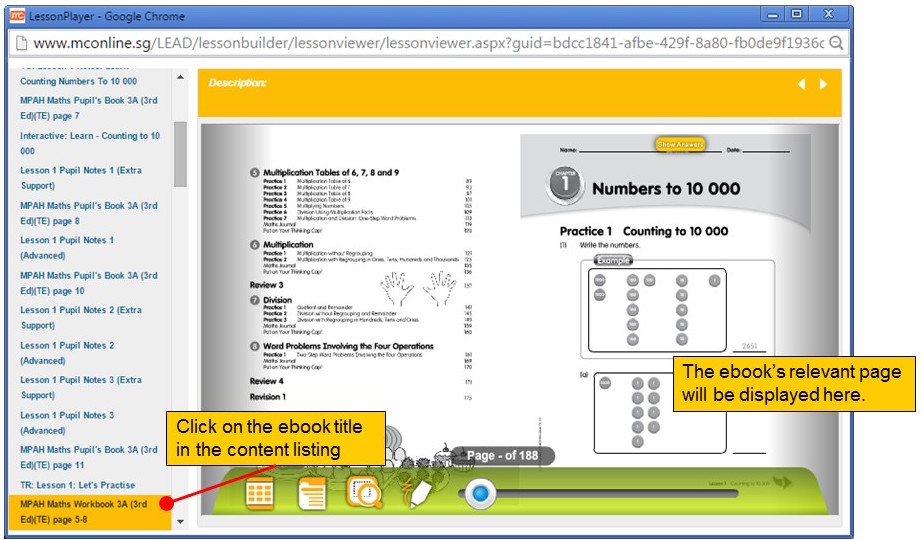 LessonPlayer - Google Chrome
www.mconline.sg/LEAD/lessonbuilder/lessonviewer/lessonviewer.aspx?guid=bdcc1841-afbe-429f-8a80-fb0de9f1936c
Counting Numbers To 10 000
MPAH Maths Pupil's Book 3A (3rd
Ed)(TE) page 7
Interactive: Learn - Counting to 10
000
Lesson 1 Pupil Notes 1 (Extra
Support)
MPAH Maths Pupil's Book 3A (3rd
Ed)(TE) page 8
Lesson 1 Pupil Notes 1
(Advanced)
MPAH Maths Pupil's Book 3A (3rd
Ed)(TE) page 10
Lesson 1 Pupil Notes 2 (Extra
Support)
Lesson 1 Pupil Notes 2
(Advanced)
Lesson 1 Pupil Notes 3 (Extra
Support)
Lesson 1 Pupil Notes 3
(Advanced)
MPAH Maths Pupil's Book 3A (3rd
Ed)(TE) page 11
TR: Lesson 1: Let's Practise
MPAH Maths Workbook 3A (3rd
Ed)(TE) page 5-8
Description:
5 Multiplication Tables of 6, 7, 8 and 9
Practice 1 Multiplication Table of 6 89
Practice 2 Multiplication Table of 7 93
Practice 3 Multiplication Table of 8 97
Practice 4 Multiplication Table of 9 101
Practice 5 Multiplying Numbers 105
Practice 6 Division Using Multiplication Facts 109
Practice 7 Multiplication and Division: One-Step Word Problems 113
Maths Journal 119
Put on Your Thinking Cap! 120
6 Multiplication
Practice 1 Multiplication without Regrouping 121
Practice 2 Multiplication with Regrouping in Ones, Tens, Hundreds and Thousands 125
Maths Journal 135
Put on Your Thinking Cap! 136
Review 3 137
7 Division
Practice 1 Quotient and Remainder 141
Practice 2 Division without Regrouping and Remainder 145
Practice 3 Division with Regrouping in Hundreds, Tens and Ones 149
Maths Journal 159
Put on Your Thinking Cap! 160
8 Word Problems Involving the Four Operations
Practice 1 Two-Step Word Problems Involving the Four Operations 161
Maths Journal 169
Put on Your Thinking Cap! 170
Review 4 171
Revision 1 175
Name:
Show Answers
Date:
CHAPTER
1
Numbers to 10 000
Practice 1 Counting to 10 000
(1) Write the numbers.
Example
2651
(a)
The ebook's relevant page
will be displayed here.
Click on the ebook title
in the content listing
Page - of 188
Lesson 1 Counting to 10 000